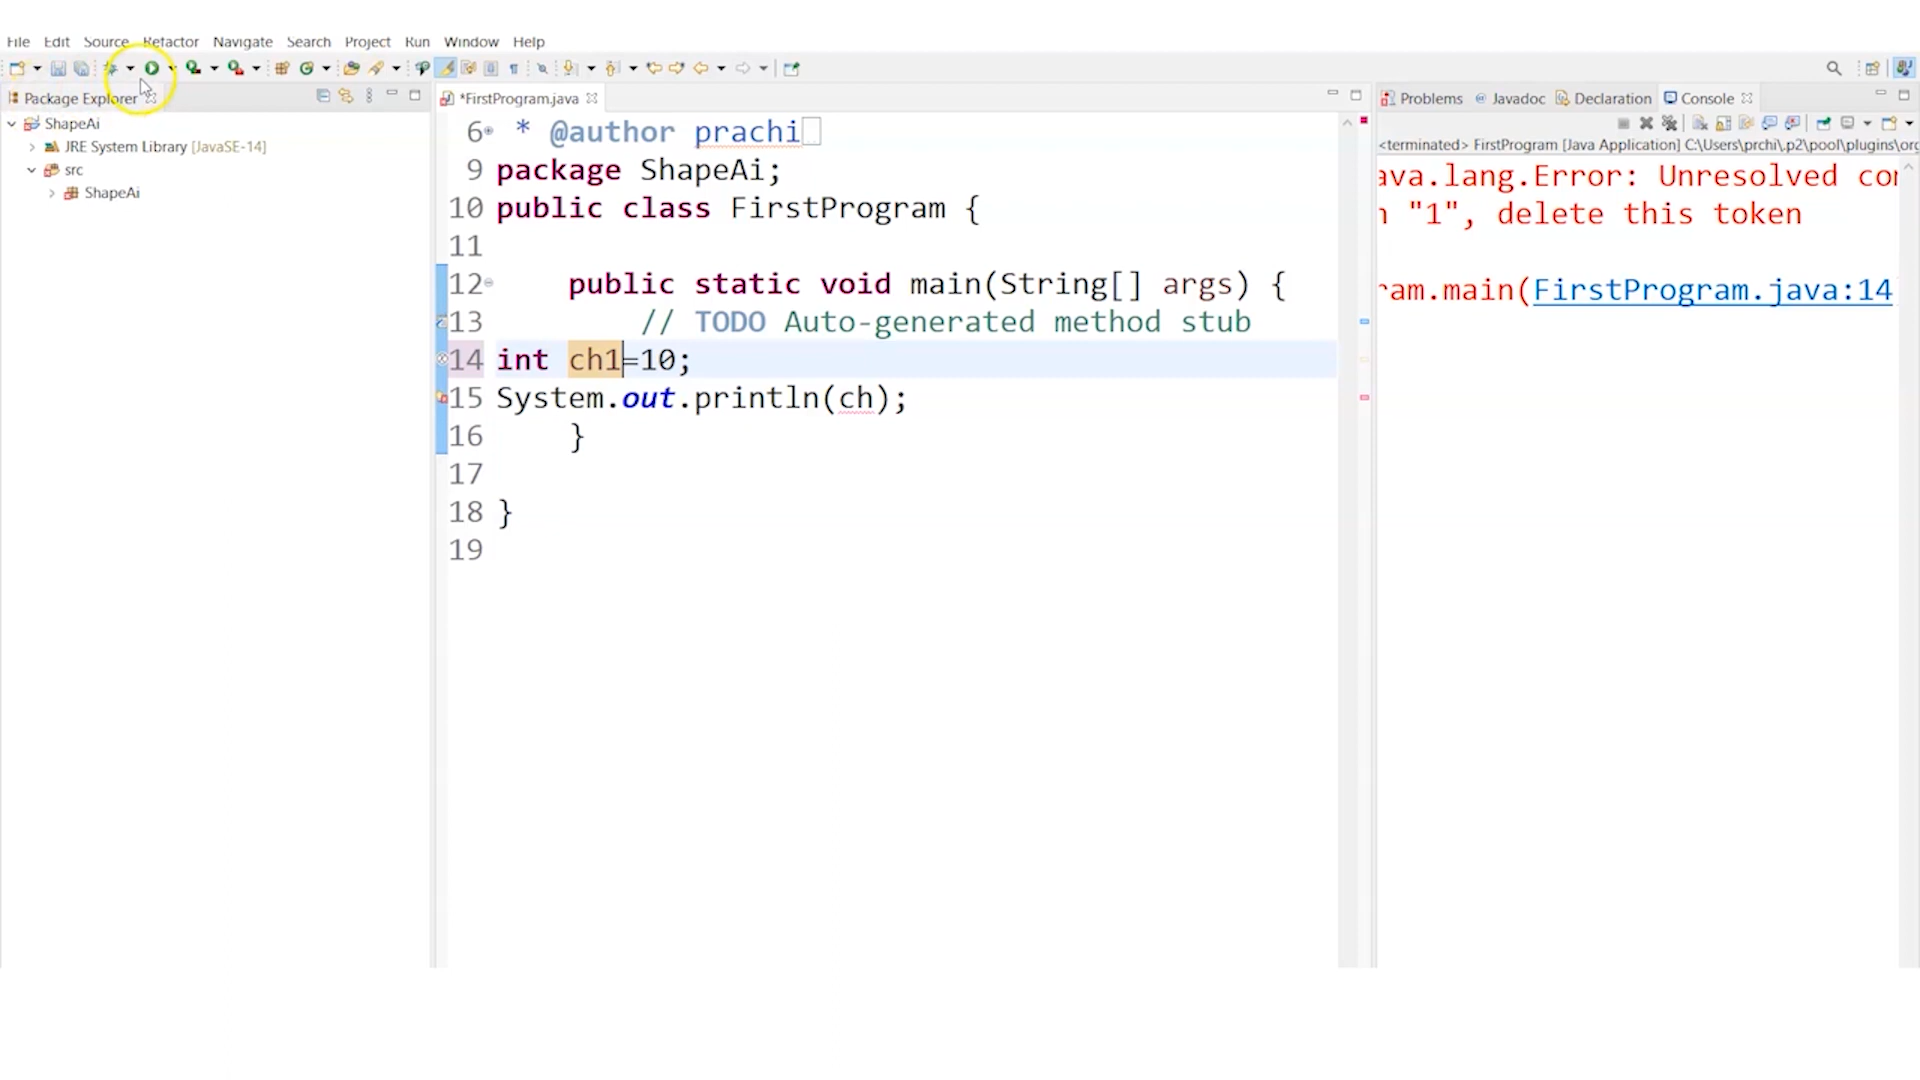 File Edit Source Refactor Navigate Search Project Run Window Help
Package Explorer
ShapeAi
JRE System Library [JavaSE-14]
src
ShapeAi
*FirstProgram.java
6 * @author prachi
9 package ShapeAi;
10 public class FirstProgram {
11
12 public static void main(String[] args) {
13 // TODO Auto-generated method stub
14 int ch1=10;
15 System.out.println(ch);
16 }
17
18 }
19
Problems Javadoc Declaration Console
<terminated> FirstProgram [Java Application] C:\Users\prchi\.p2\pool\plugins\org
ava.lang.Error: Unresolved con
n "1", delete this token
ram.main(FirstProgram.java:14